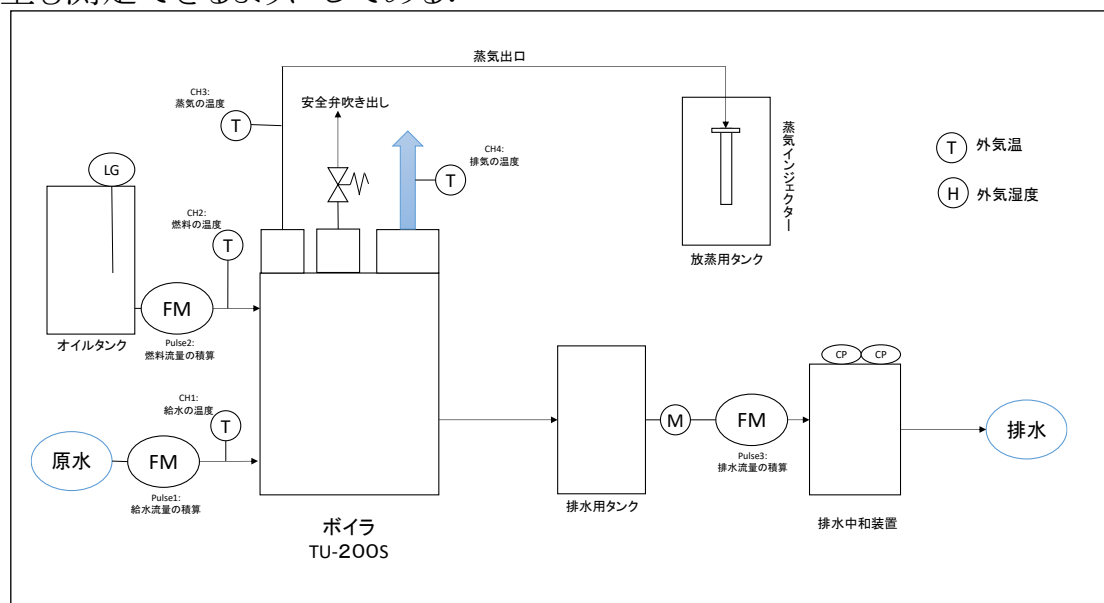 蒸気出口
CH3:
蒸気の温度
T
安全弁吹き出し
CH4:
排気の温度
T
蒸気インジェクター
放蒸用タンク
T
外気温
H
外気湿度
LG
CH2:
燃料の温度
T
FM
オイルタンク
Pulse2:
燃料流量の積算
CH1:
給水の温度
T
原水
FM
Pulse1:
給水流量の積算
ボイラ
TU-200S
排水用タンク
M
FM
Pulse3:
排水流量の積算
CP
CP
排水中和装置
排水